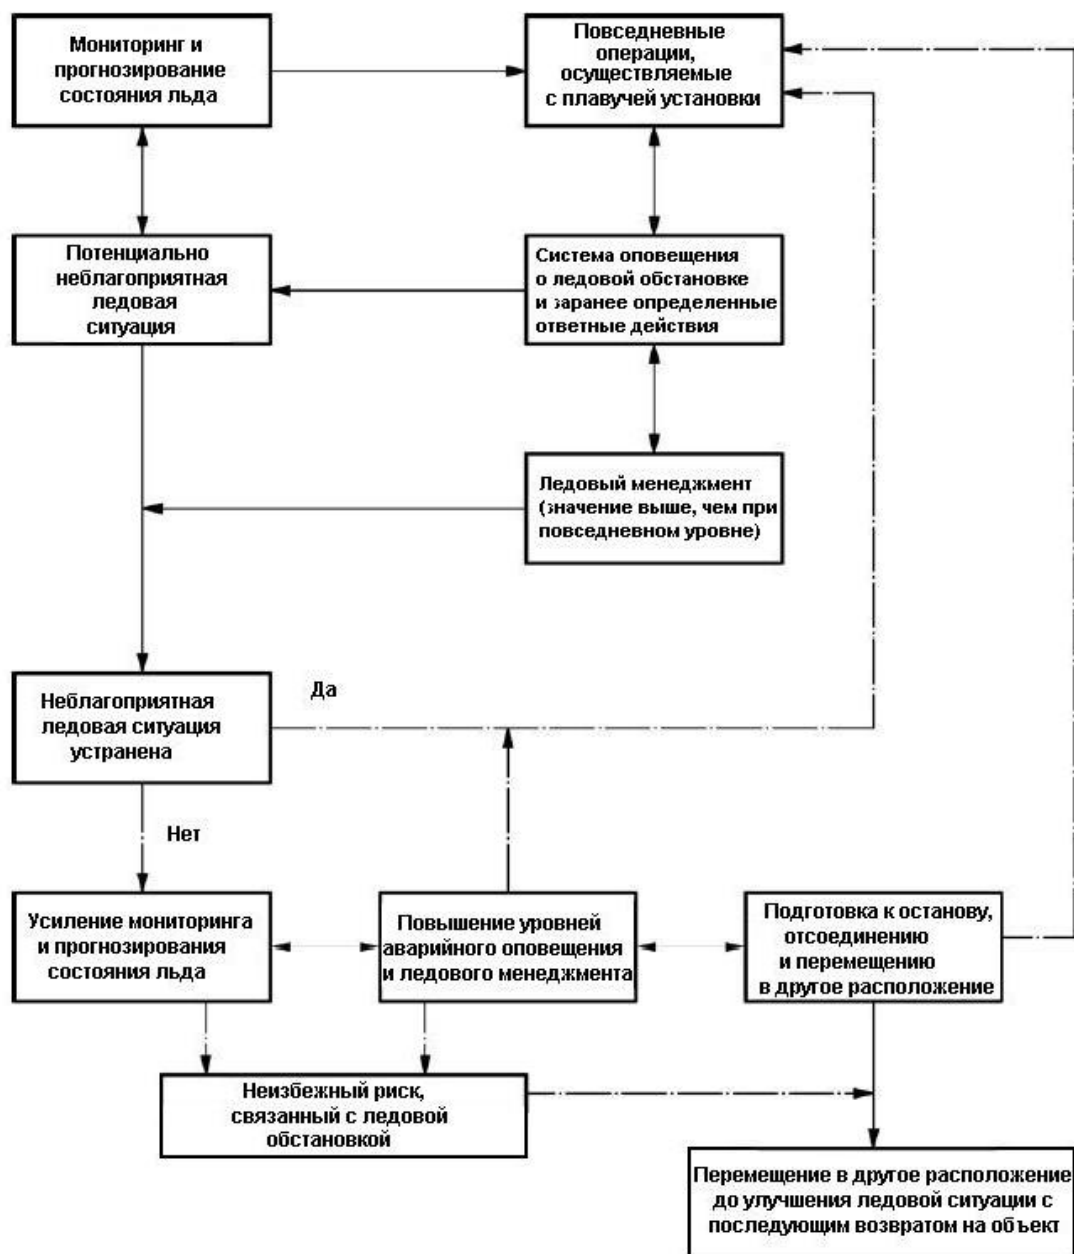 Мониторинг и
прогнозирование
состояния льда
Повседневные
операции,
осуществляемые
с плавучей установки
Потенциально
неблагоприятная
ледовая
ситуация
Система оповещения
о ледовой обстановке
и заранее определенные
ответные действия
Ледовый менеджмент
(значение выше, чем при
повседневном уровне)
Неблагоприятная
ледовая ситуация
устранена
Да
Нет
Усиление мониторинга
и прогнозирования
состояния льда
Повышение уровней
аварийного оповещения
и ледового менеджмента
Подготовка к останову,
отсоединению
и перемещению
в другое расположение
Неизбежный риск,
связанный с ледовой
обстановкой
Перемещение в другое расположение
до улучшения ледовой ситуации с
последующим возвратом на объект